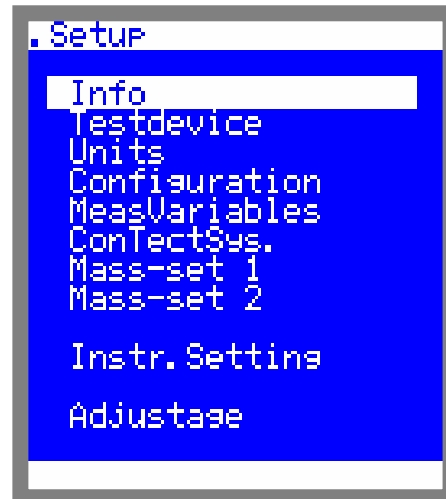 .Setup
Info
Testdevice
Units
Configuration
MeasVariables
ConTectSys.
Mass-set 1
Mass-set 2
Instr.Setting
Adjustage